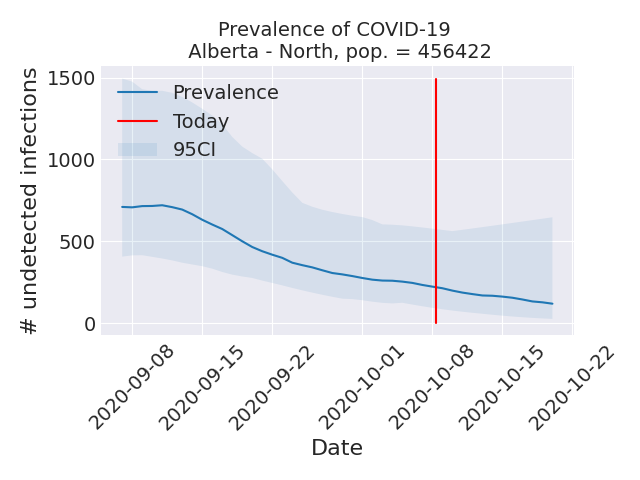 Prevalence of COVID-19
Alberta - North, pop. = 456422
# undetected infections
1500
1000
500
0
Prevalence
Today
95CI
2020-09-08
2020-09-15
2020-09-22
2020-10-01
2020-10-08
2020-10-15
2020-10-22
Date